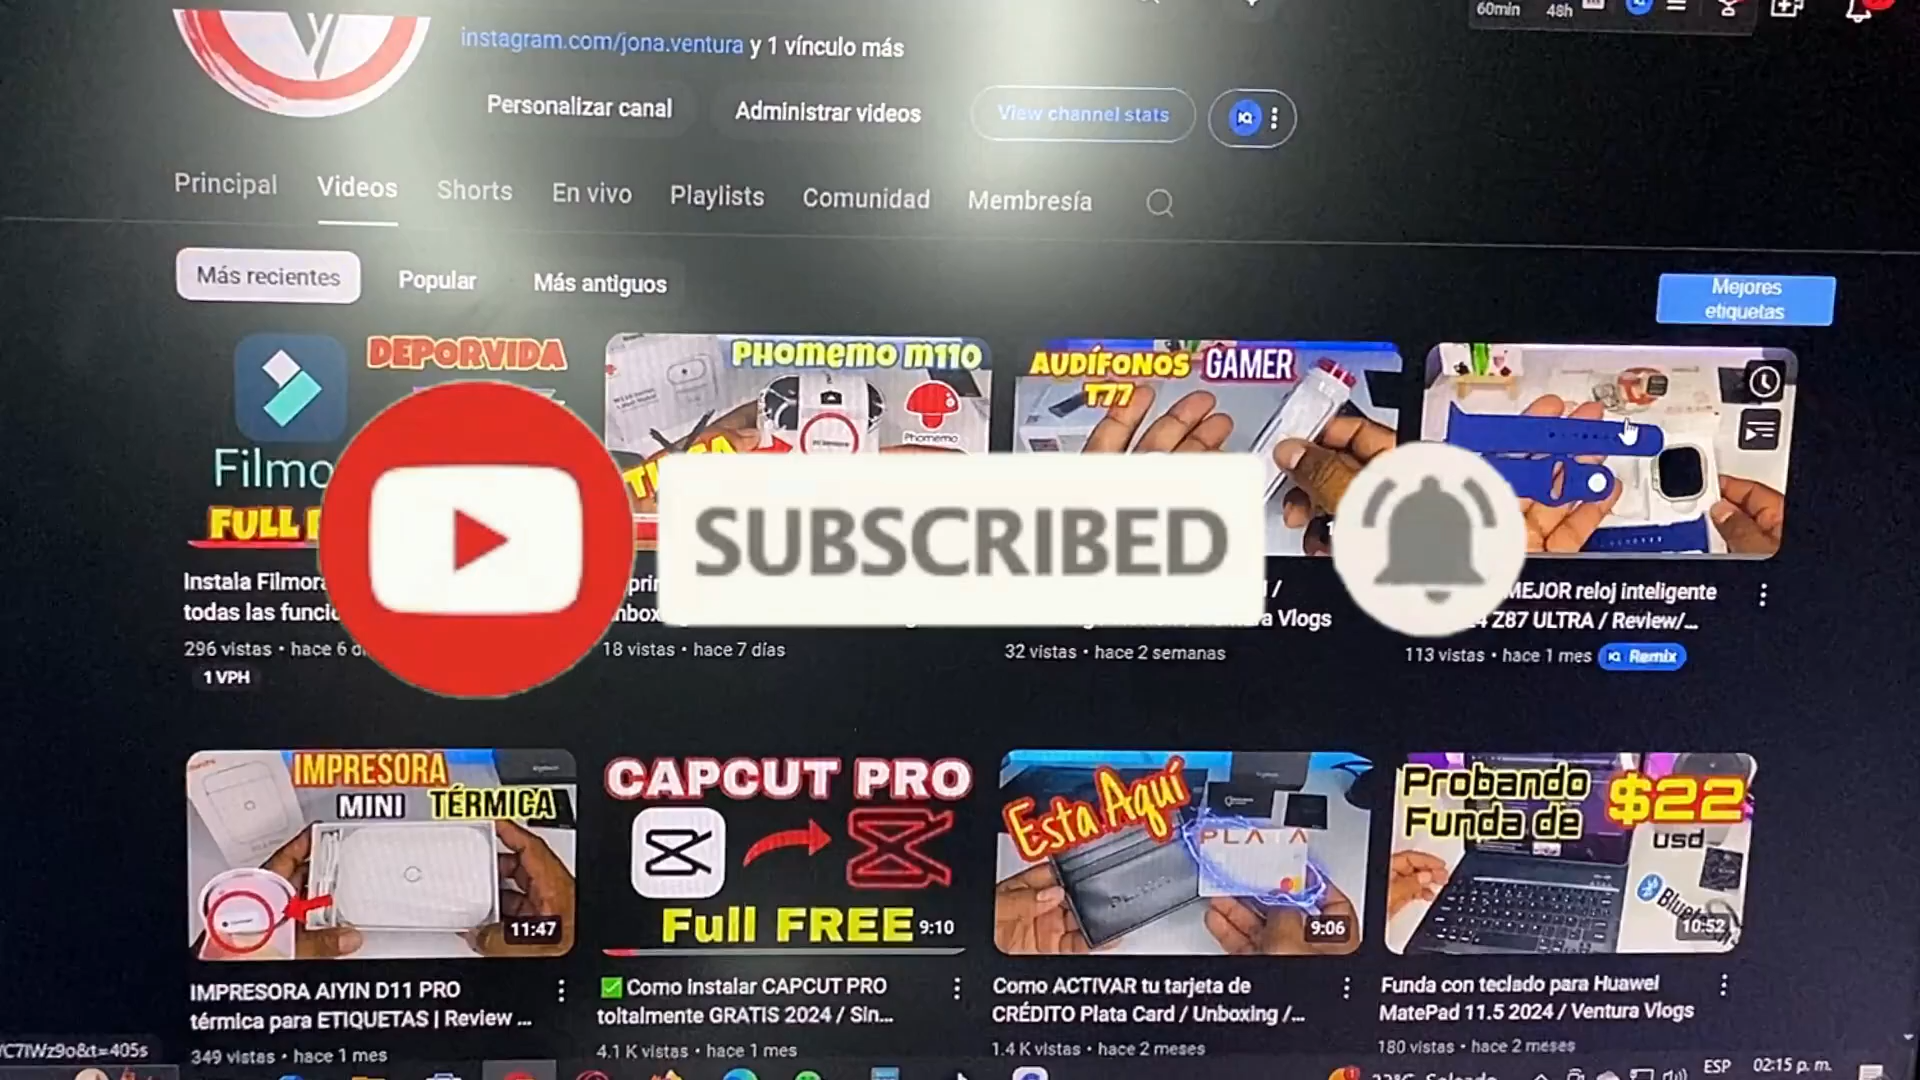 60min 48h
instagram.com/jona.ventura y 1 vínculo más
Personalizar canal Administrar videos View channel stats
Principal Videos Shorts En vivo Playlists Comunidad Membresía
Más recientes Popular Más antiguos
Mejores
etiquetas
DEPORVIDA
Filmo
FULL
PHOMEMO M110
Phomemo
AUDÍFONOS GAMER
T77
SUBSCRIBED
Instala Filmora
todas las funcio
296 vistas • hace 6
1 VPH
18 vistas • hace 7 días
Vlogs
32 vistas • hace 2 semanas
MEJOR reloj inteligente
Z87 ULTRA / Review/...
113 vistas • hace 1 mes Remix
IMPRESORA
MINI TÉRMICA
11:47
IMPRESORA AIYIN D11 PRO
térmica para ETIQUETAS | Review ...
349 vistas • hace 1 mes
CAPCUT PRO
Full FREE
9:10
✅ Como instalar CAPCUT PRO
toltalmente GRATIS 2024 / Sin...
4.1 K vistas • hace 1 mes
Esta Aquí
PLATA
9:06
Como ACTIVAR tu tarjeta de
CRÉDITO Plata Card / Unboxing /...
1.4 K vistas • hace 2 meses
Probando $22
Funda de usd
10:52
Funda con teclado para Huawei
MatePad 11.5 2024 / Ventura Vlogs
180 vistas • hace 2 meses
/C7IWz9o&t=405s
ESP 02:15 p. m.